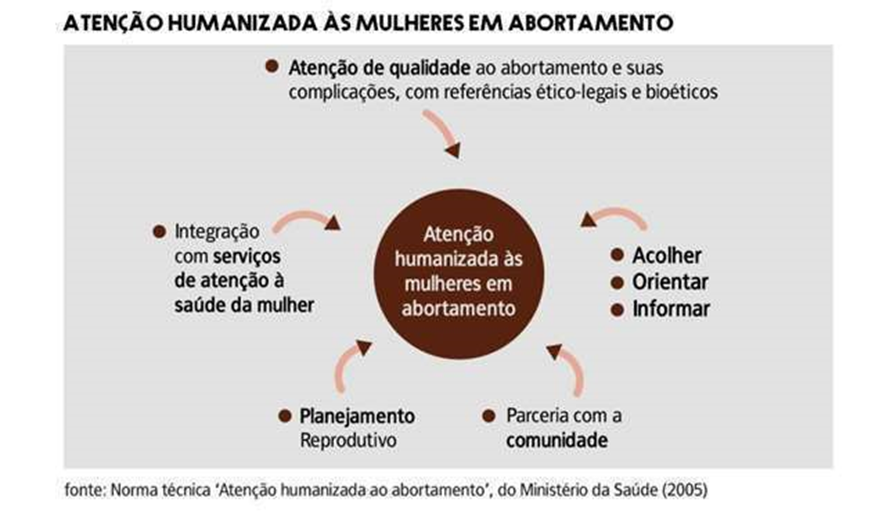 ATENÇÃO HUMANIZADA ÀS MULHERES EM ABORTAMENTO
Atenção de qualidade ao abortamento e suas
complicações, com referências ético-legais e bioéticos
Integração
com serviços
de atenção à
saúde da mulher
Atenção
humanizada às
mulheres em
abortamento
Acolher
Orientar
Informar
Planejamento
Reprodutivo
Parceria com a
comunidade
fonte: Norma técnica ‘Atenção humanizada ao abortamento’, do Ministério da Saúde (2005)